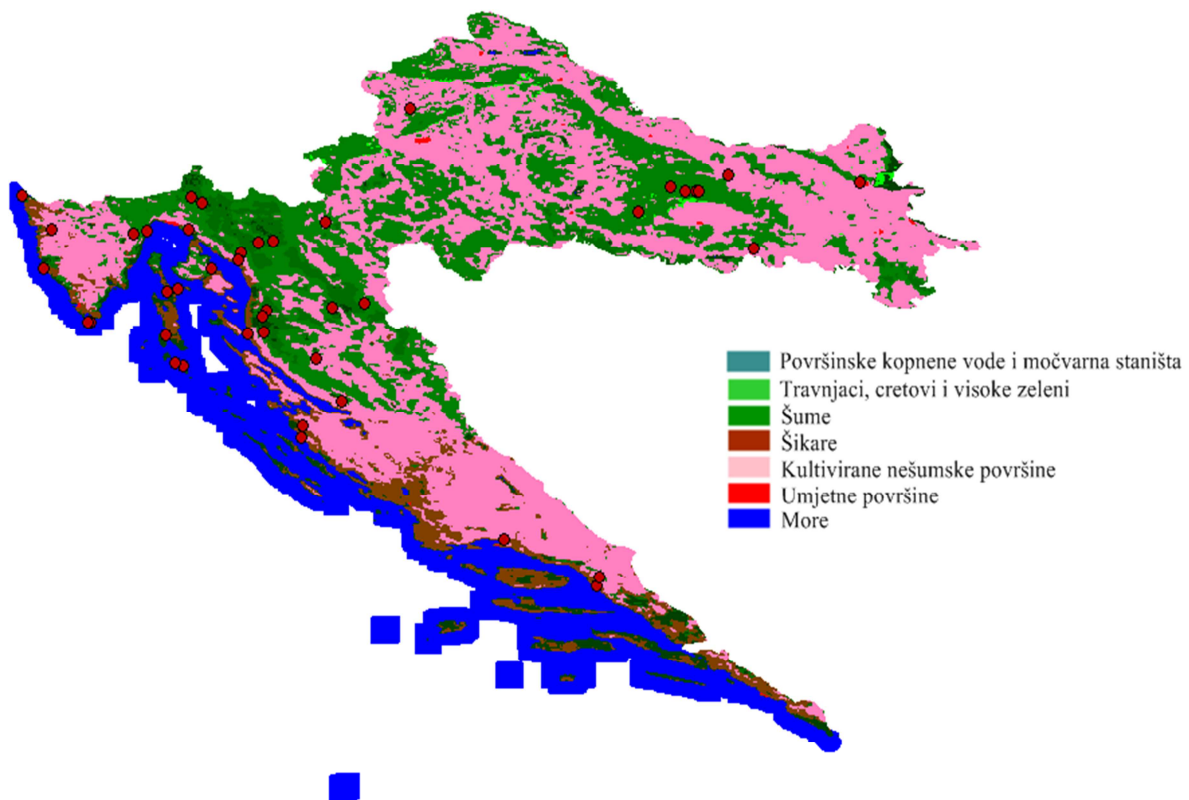 Površinske kopnene vode i močvarna staništa
Travnjaci, cretovi i visoke zeleni
Šume
Šikare
Kultivirane nešumske površine
Umjetne površine
More